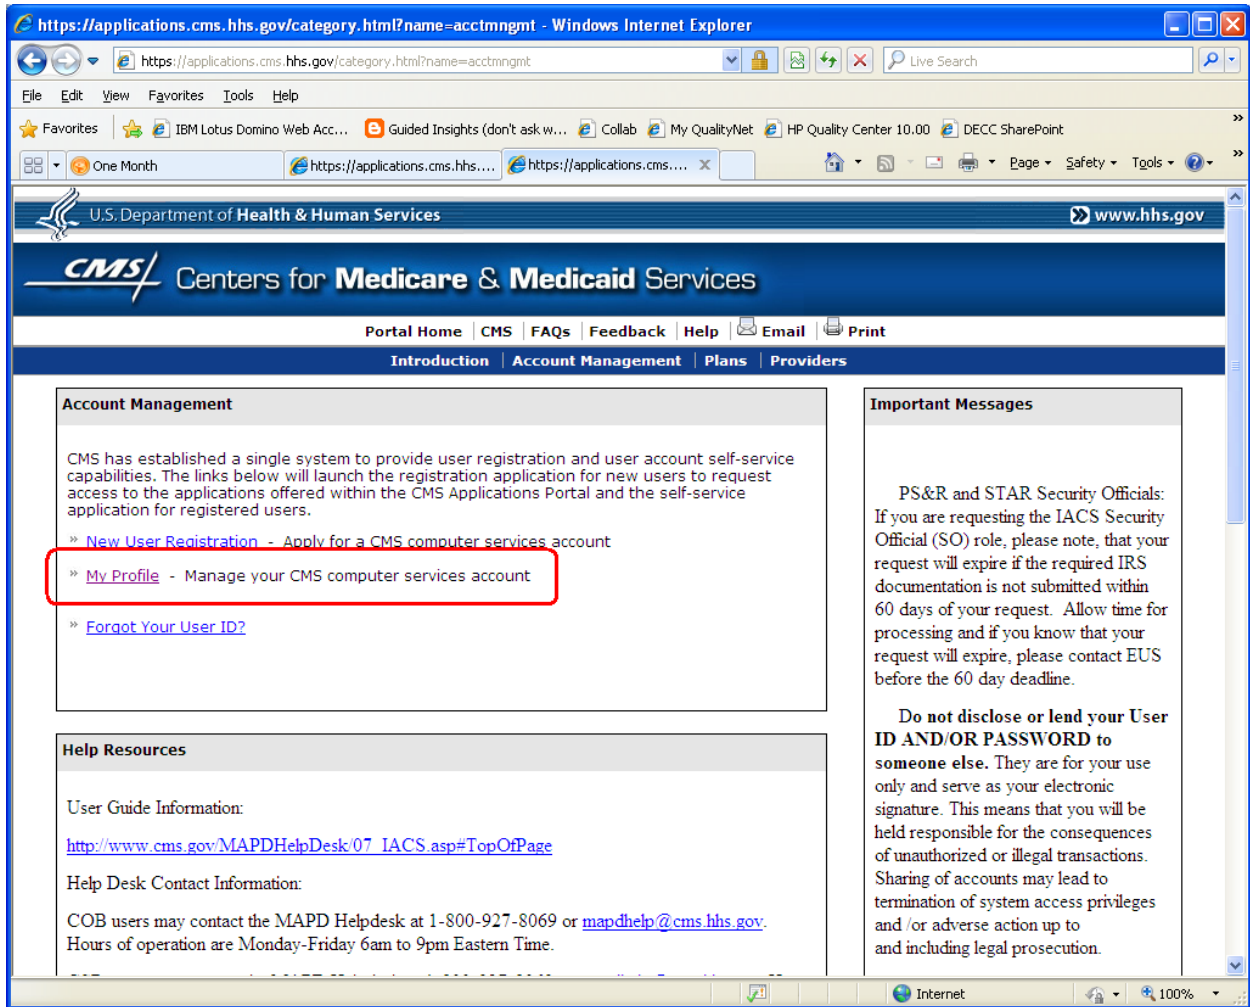 https://applications.cms.hhs.gov/category.html?name=acctmngmt - Windows Internet Explorer
https://applications.cms.hhs.gov/category.html?name=acctmngmt
Live Search
File Edit View Favorites Tools Help
Favorites IBM Lotus Domino Web Acc... Guided Insights (don't ask w... Collab My QualityNet HP Quality Center 10.00 DECC SharePoint
One Month https://applications.cms.hhs.... https://applications.cms.... Page Safety Tools
U.S. Department of Health & Human Services www.hhs.gov
CMS Centers for Medicare & Medicaid Services
Portal Home | CMS | FAQs | Feedback | Help | Email | Print
Introduction | Account Management | Plans | Providers
Account Management
CMS has established a single system to provide user registration and user account self-service
capabilities. The links below will launch the registration application for new users to request
access to the applications offered within the CMS Applications Portal and the self-service
application for registered users.
» New User Registration - Apply for a CMS computer services account
» My Profile - Manage your CMS computer services account
» Forgot Your User ID?
Help Resources
User Guide Information:
http://www.cms.gov/MAPDHelpDesk/07_IACS.asp#TopOfPage
Help Desk Contact Information:
COB users may contact the MAPD Helpdesk at 1-800-927-8069 or mapdhelp@cms.hhs.gov.
Hours of operation are Monday-Friday 6am to 9pm Eastern Time.
Important Messages
PS&R and STAR Security Officials:
If you are requesting the IACS Security
Official (SO) role, please note, that your
request will expire if the required IRS
documentation is not submitted within
60 days of your request. Allow time for
processing and if you know that your
request will expire, please contact EUS
before the 60 day deadline.
Do not disclose or lend your User
ID AND/OR PASSWORD to
someone else. They are for your use
only and serve as your electronic
signature. This means that you will be
held responsible for the consequences
of unauthorized or illegal transactions.
Sharing of accounts may lead to
termination of system access privileges
and /or adverse action up to
and including legal prosecution.
Internet 100%